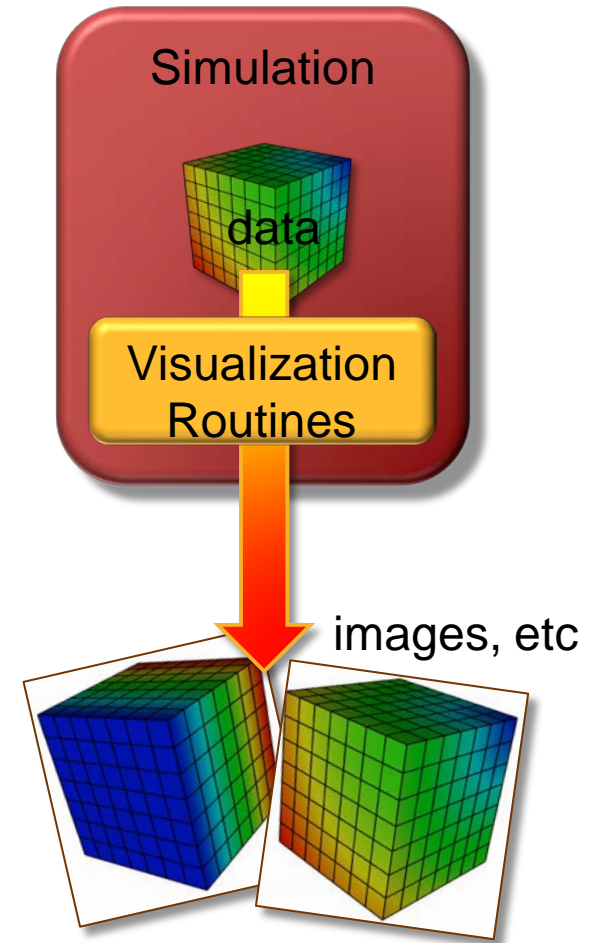 Simulation
data
Visualization
Routines
images, etc